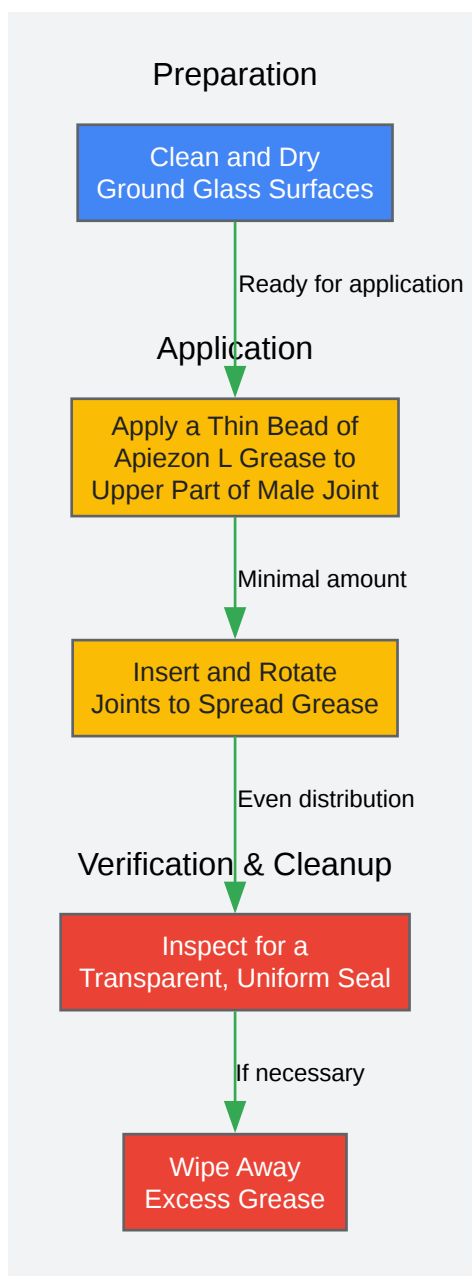 Preparation
Clean and Dry
Ground Glass Surfaces
Ready for application
Application
Apply a Thin Bead of
Apiezon L Grease to
Upper Part of Male Joint
Minimal amount
Insert and Rotate
Joints to Spread Grease
Even distribution
Verification & Cleanup
Inspect for a
Transparent, Uniform Seal
If necessary
Wipe Away
Excess Grease